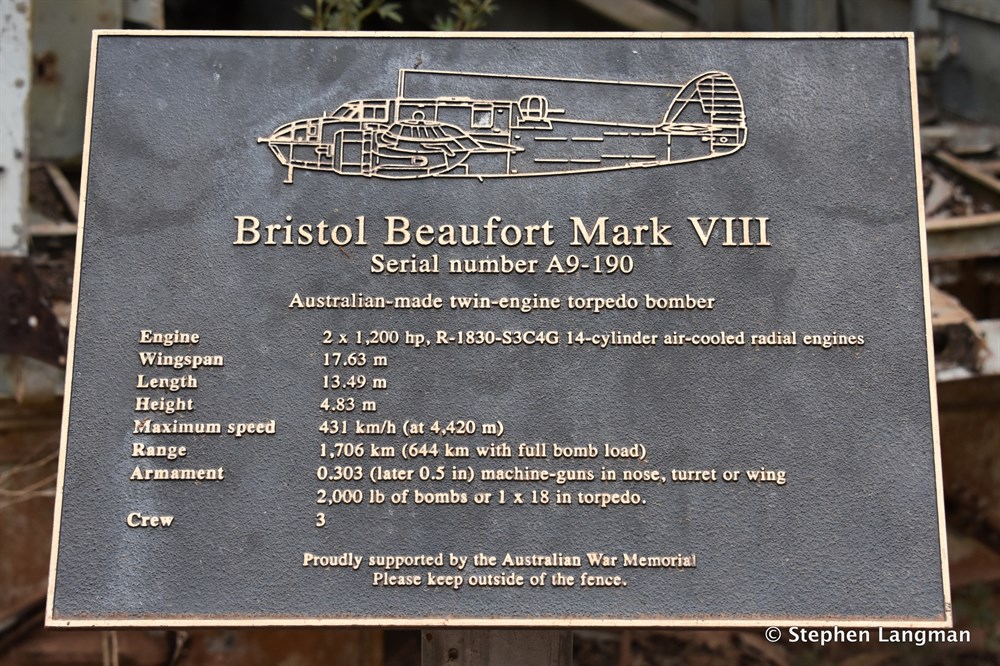 Bristol Beaufort Mark VIII
Serial number A9-190
Australian-made twin-engine torpedo bomber
Engine 2 x 1,200 hp, R-1830-S3C4G 14-cylinder air-cooled radial engines
Wingspan 17.63 m
Length 13.49 m
Height 4.83 m
Maximum speed 431 km/h (at 4,420 m)
Range 1,706 km (644 km with full bomb load)
Armament 0.303 (later 0.5 in) machine-guns in nose, turret or wing
2,000 lb of bombs or 1 x 18 in torpedo.
Crew 3
Proudly supported by the Australian War Memorial
Please keep outside of the fence.
© Stephen Langman